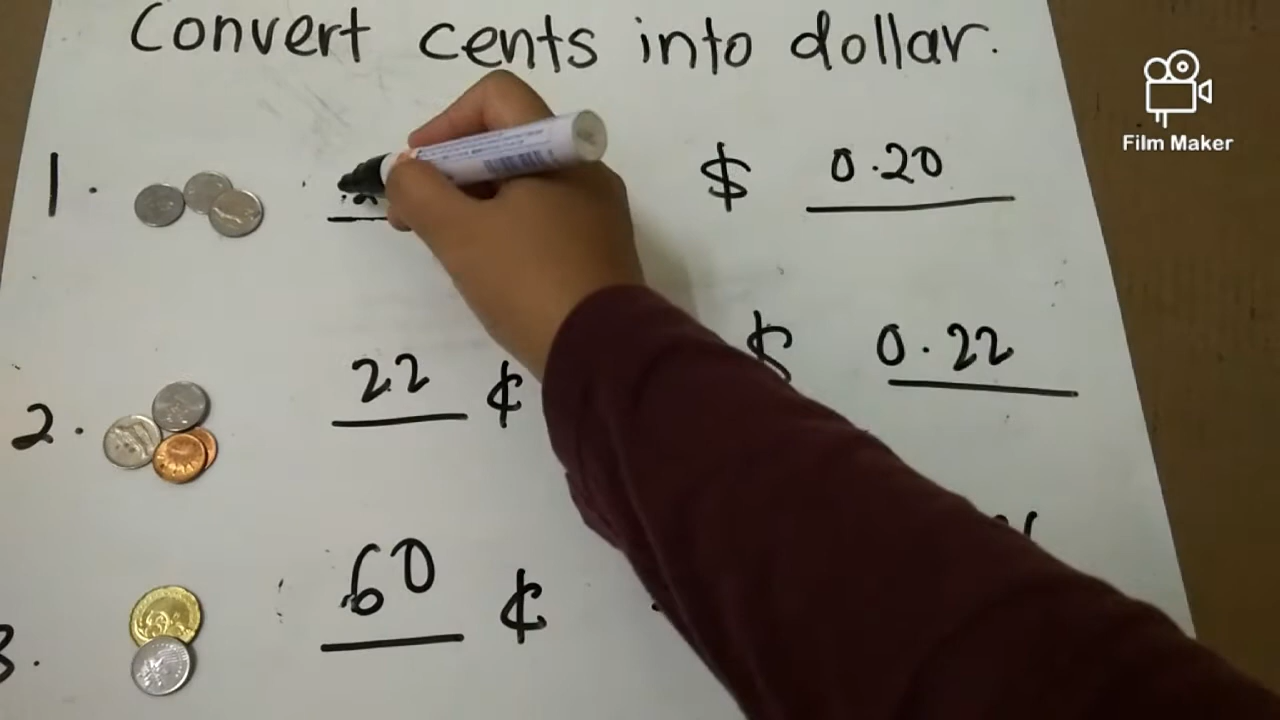 Convert cents into dollar.
Film Maker
1. $ 0.20
2. 22 ¢ $ 0.22
3. 60 ¢